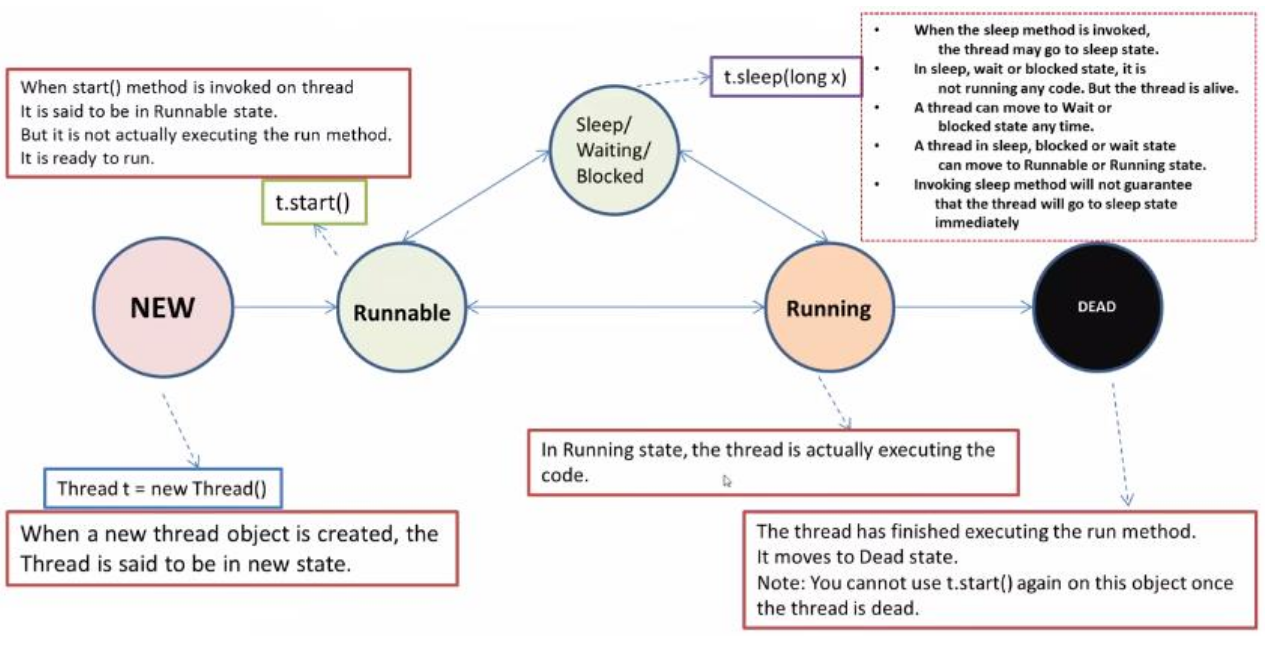 When start() method is invoked on thread
It is said to be in Runnable state.
But it is not actually executing the run method.
It is ready to run.
t.start()
t.sleep(long x)
• When the sleep method is invoked,
the thread may go to sleep state.
• In sleep, wait or blocked state, it is
not running any code. But the thread is alive.
• A thread can move to Wait or
blocked state any time.
• A thread in sleep, blocked or wait state
can move to Runnable or Running state.
• Invoking sleep method will not guarantee
that the thread will go to sleep state
immediately
Sleep/
Waiting/
Blocked
NEW
Runnable
Running
DEAD
Thread t = new Thread()
When a new thread object is created, the
Thread is said to be in new state.
In Running state, the thread is actually executing the
code.
The thread has finished executing the run method.
It moves to Dead state.
Note: You cannot use t.start() again on this object once
the thread is dead.